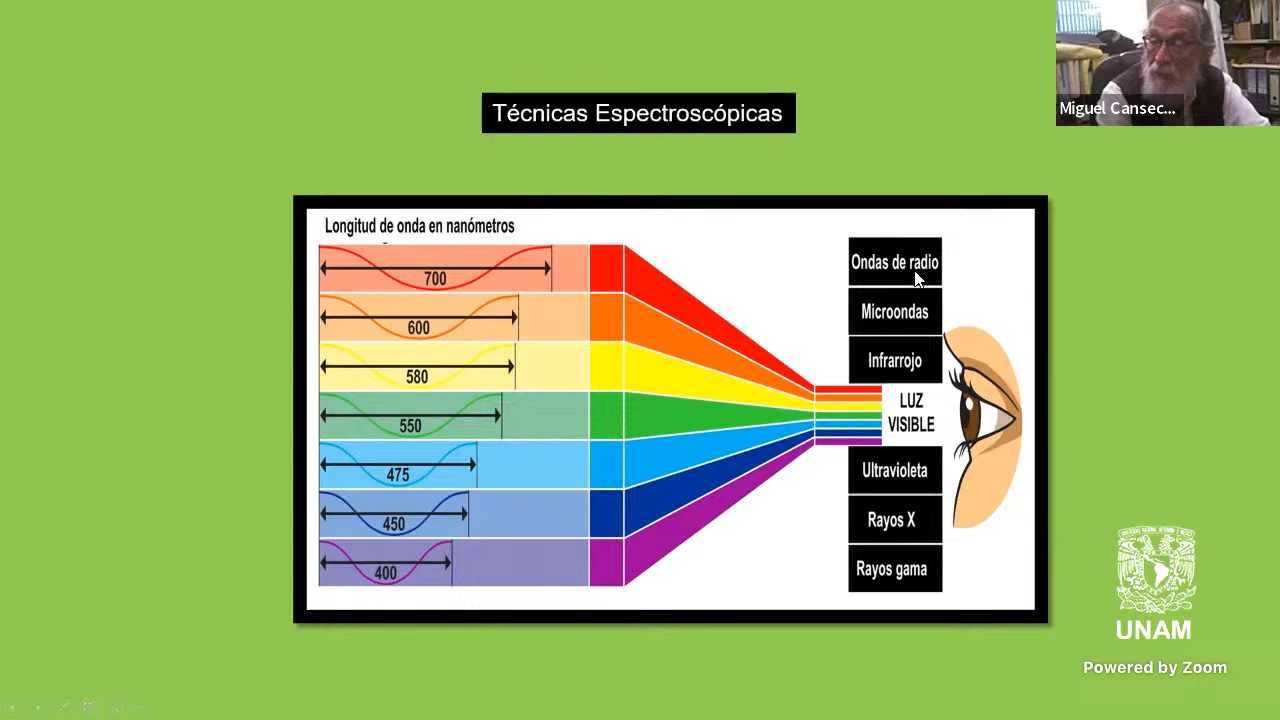 Técnicas Espectroscópicas
Miguel Cansec...
Longitud de onda en nanómetros
700
600
580
550
475
450
400
Ondas de radio
Microondas
Infrarrojo
LUZ
VISIBLE
Ultravioleta
Rayos X
Rayos gama
UNAM
Powered by Zoom